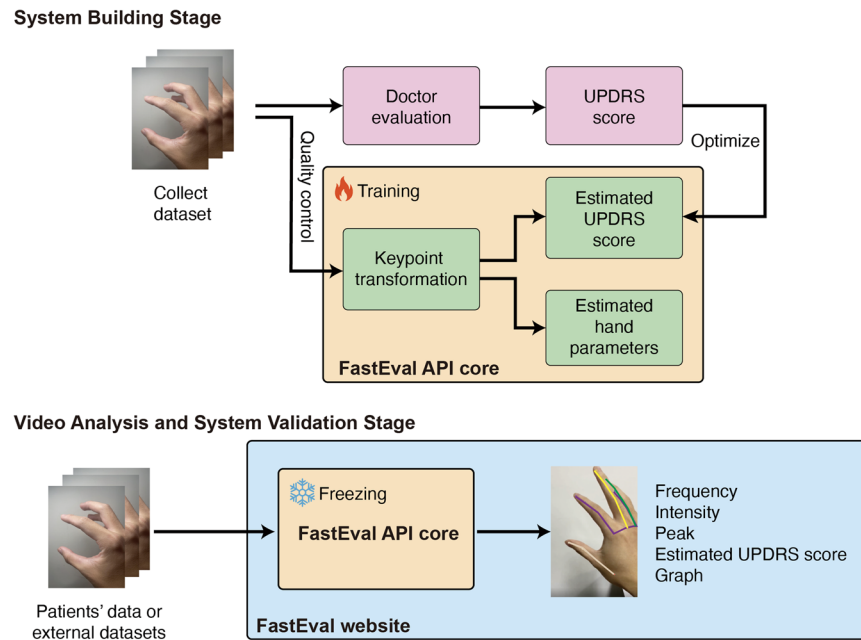 System Building Stage
Doctor
evaluation
UPDRS
score
Optimize
Collect
dataset
Quality control
Training
Keypoint
transformation
Estimated
UPDRS
score
Estimated
hand
parameters
FastEval API core
Video Analysis and System Validation Stage
Patients' data or
external datasets
Freezing
FastEval API core
Frequency
Intensity
Peak
Estimated UPDRS score
Graph
FastEval website